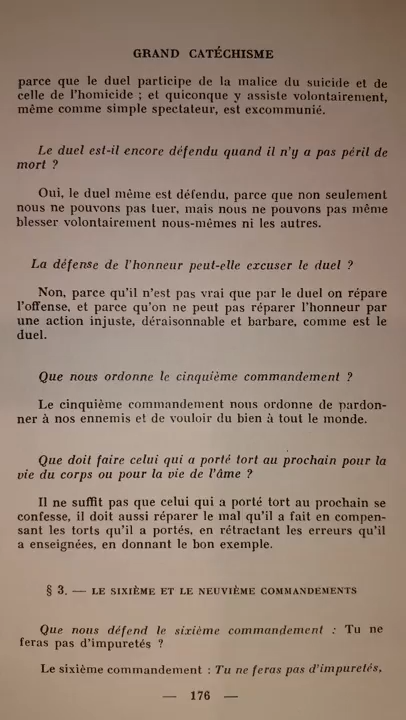 GRAND CATÉCHISME
parce que le duel participe de la malice du suicide et de
celle de l'homicide ; et quiconque y assiste volontairement,
même comme simple spectateur, est excommunié.
Le duel est-il encore défendu quand il n'y a pas péril de
mort ?
Oui, le duel même est défendu, parce que non seulement
nous ne pouvons pas tuer, mais nous ne pouvons pas même
blesser volontairement nous-mêmes ni les autres.
La défense de l'honneur peut-elle excuser le duel ?
Non, parce qu'il n'est pas vrai que par le duel on répare
l'offense, et parce qu'on ne peut pas réparer l'honneur par
une action injuste, déraisonnable et barbare, comme est le
duel.
Que nous ordonne le cinquième commandement ?
Le cinquième commandement nous ordonne de pardon-
ner à nos ennemis et de vouloir du bien à tout le monde.
Que doit faire celui qui a porté tort au prochain pour la
vie du corps ou pour la vie de l'âme ?
Il ne suffit pas que celui qui a porté tort au prochain se
confesse, il doit aussi réparer le mal qu'il a fait en compen-
sant les torts qu'il a portés, en rétractant les erreurs qu'il
a enseignées, en donnant le bon exemple.
§ 3. — LE SIXIÈME ET LE NEUVIÈME COMMANDEMENTS
Que nous défend le sixième commandement : Tu ne
feras pas d'impuretés ?
Le sixième commandement : Tu ne feras pas d'impuretés,
— 176 —